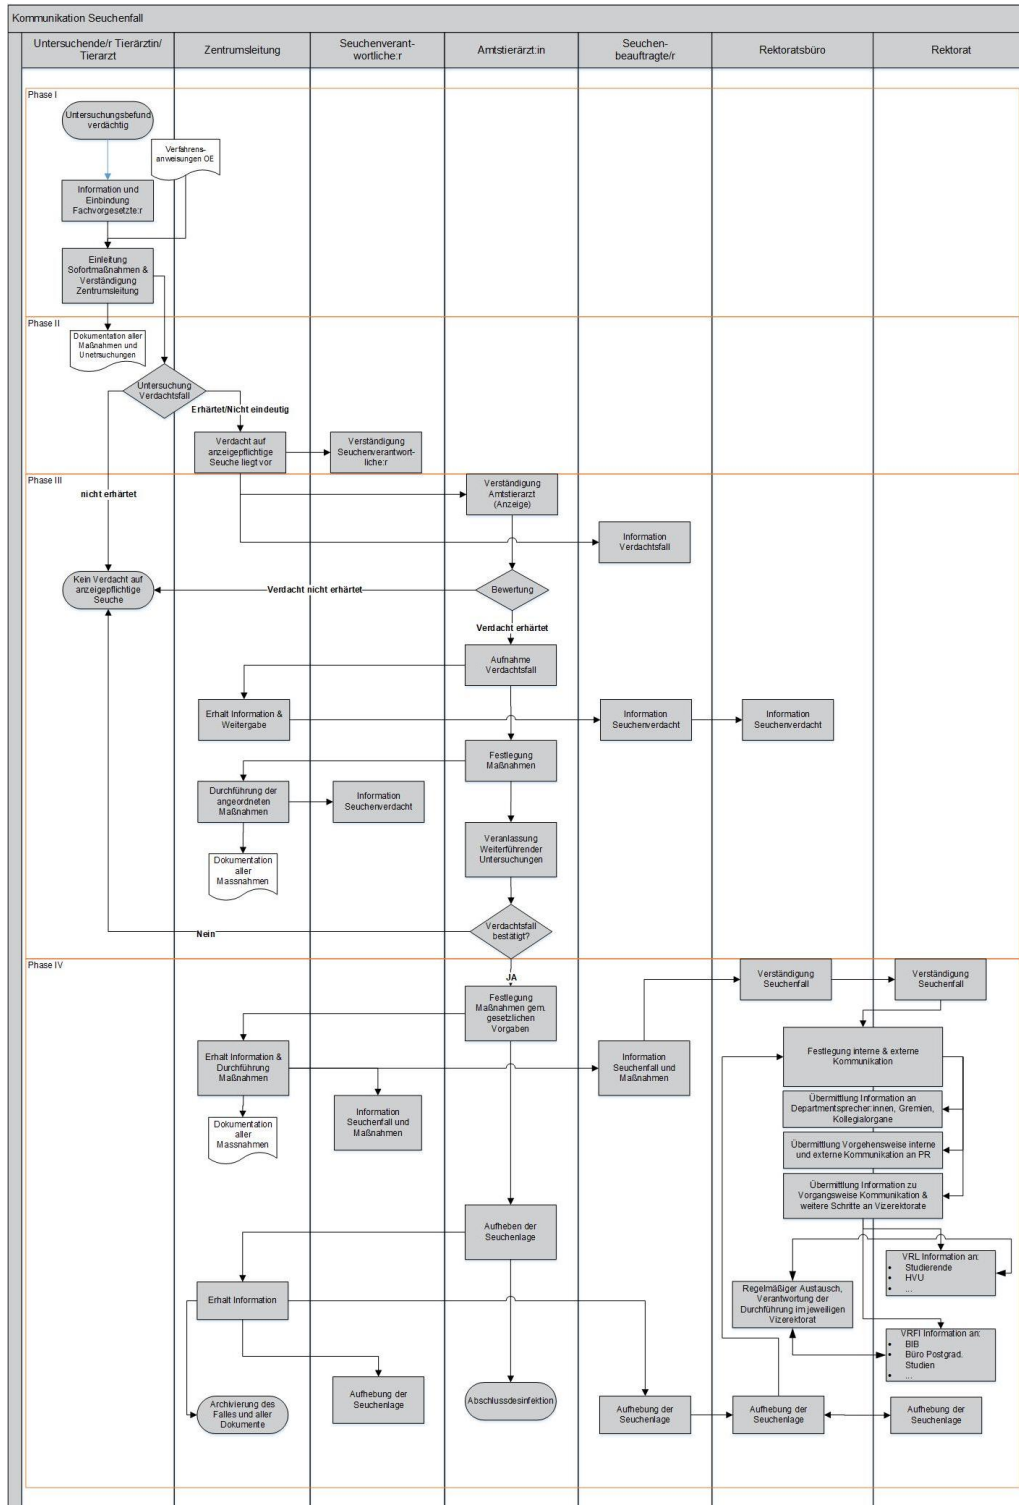 Kommunikation Seuchenfall
Untersuchende/r Tierärztin/
Tierarzt
Zentrumsleitung
Seuchenverant-
wortliche:r
Amtstierärzt:in
Seuchen-
beauftragte/r
Rektoratsbüro
Rektorat
Phase I
Untersuchungsbefund
verdächtig
Verfahrens-
anweisungen OE
Information und
Einbindung
Fachvorgesetzte:r
Einleitung
Sofortmaßnahmen &
Verständigung
Zentrumsleitung
Phase II
Dokumentation aller
Maßnahmen und
Unetrsuchungen
Untersuchung
Verdachtsfall
Erhärtet/Nicht eindeutig
Verdacht auf
anzeigepflichtige
Seuche liegt vor
Verständigung
Seuchenverantwort-
liche:r
Phase III
nicht erhärtet
Verständigung
Amtstierarzt
(Anzeige)
Information
Verdachtsfall
Kein Verdacht auf
anzeigepflichtige
Seuche
Verdacht nicht erhärtet
Bewertung
Verdacht erhärtet
Aufnahme
Verdachtsfall
Erhalt Information &
Weitergabe
Information
Seuchenverdacht
Information
Seuchenverdacht
Festlegung
Maßnahmen
Durchführung der
angeordneten
Maßnahmen
Information
Seuchenverdacht
Veranlassung
Weiterführender
Untersuchungen
Dokumentation
aller
Massnahmen
Nein
Verdachtsfall
bestätigt?
Phase IV
JA
Verständigung
Seuchenfall
Verständigung
Seuchenfall
Festlegung
Maßnahmen gem.
gesetzlichen
Vorgaben
Festlegung interne & externe
Kommunikation
Erhalt Information &
Durchführung
Maßnahmen
Information
Seuchenfall und
Maßnahmen
Übermittlung Information an
Departmentsprecher:innen, Gremien,
Kollegialorgane
Dokumentation
aller
Massnahmen
Information
Seuchenfall und
Maßnahmen
Übermittlung Vorgehensweise interne
und externe Kommunikation an PR
Übermittlung Information zu
Vorgangsweise Kommunikation &
weitere Schritte an Vizerektorate
Aufheben der
Seuchenlage
VRL Information an:
• Studierende
• HVU
• ...
Erhalt Information
Regelmäßiger Austausch,
Verantwortung der
Durchführung im jeweiligen
Vizerektorat
VRFI Information an:
• BIB
• Büro Postgrad.
Studien
• ...
Archivierung des
Falles und aller
Dokumente
Aufhebung der
Seuchenlage
Abschlussdesinfektion
Aufhebung der
Seuchenlage
Aufhebung der
Seuchenlage
Aufhebung der
Seuchenlage